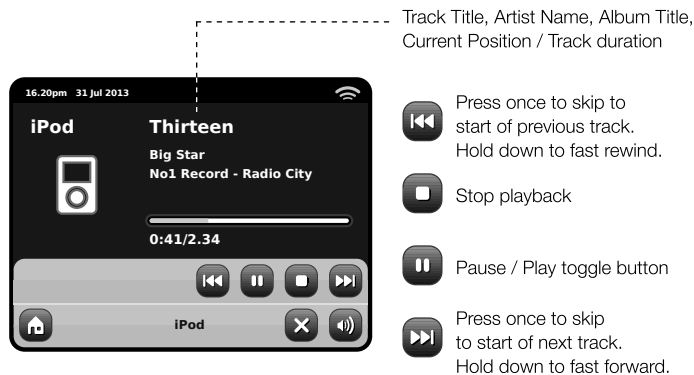 Track Title, Artist Name, Album Title,
Current Position / Track duration
16.20pm 31 Jul 2013
iPod
Thirteen
Big Star
No1 Record - Radio City
0:41/2.34
iPod
Press once to skip to
start of previous track.
Hold down to fast rewind.
Stop playback
Pause / Play toggle button
Press once to skip
to start of next track.
Hold down to fast forward.